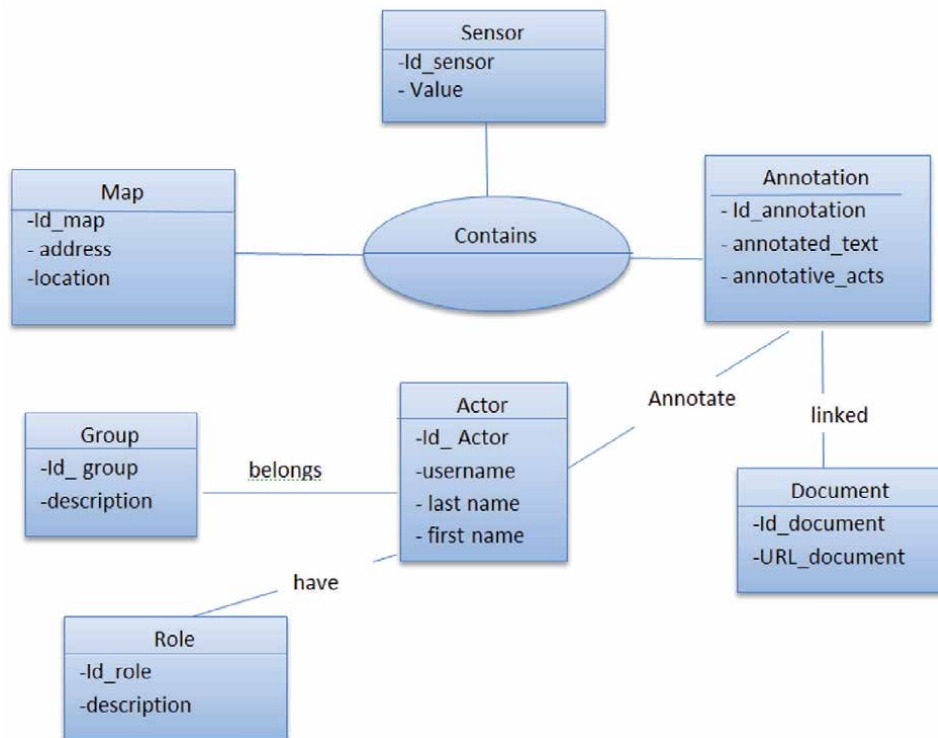 Sensor
-Id_sensor
- Value
Map
-Id_map
- address
-location
Contains
Annotation
- Id_annotation
- annotated_text
- annotative_acts
Annotate
linked
Group
-Id_ group
-description
belongs
Actor
-Id_ Actor
-username
- last name
- first name
Document
-Id_document
-URL_document
have
Role
-Id_role
-description